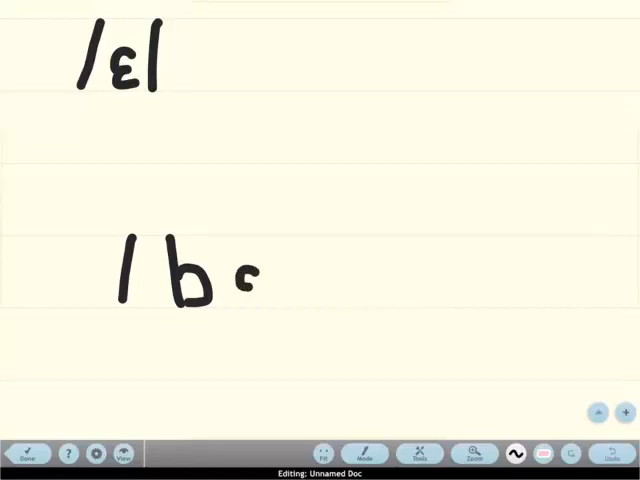 /ɛ/
/ b c
Done
?
View
Fit
Mode
Tools
Zoom
Undo
Editing: Unnamed Doc